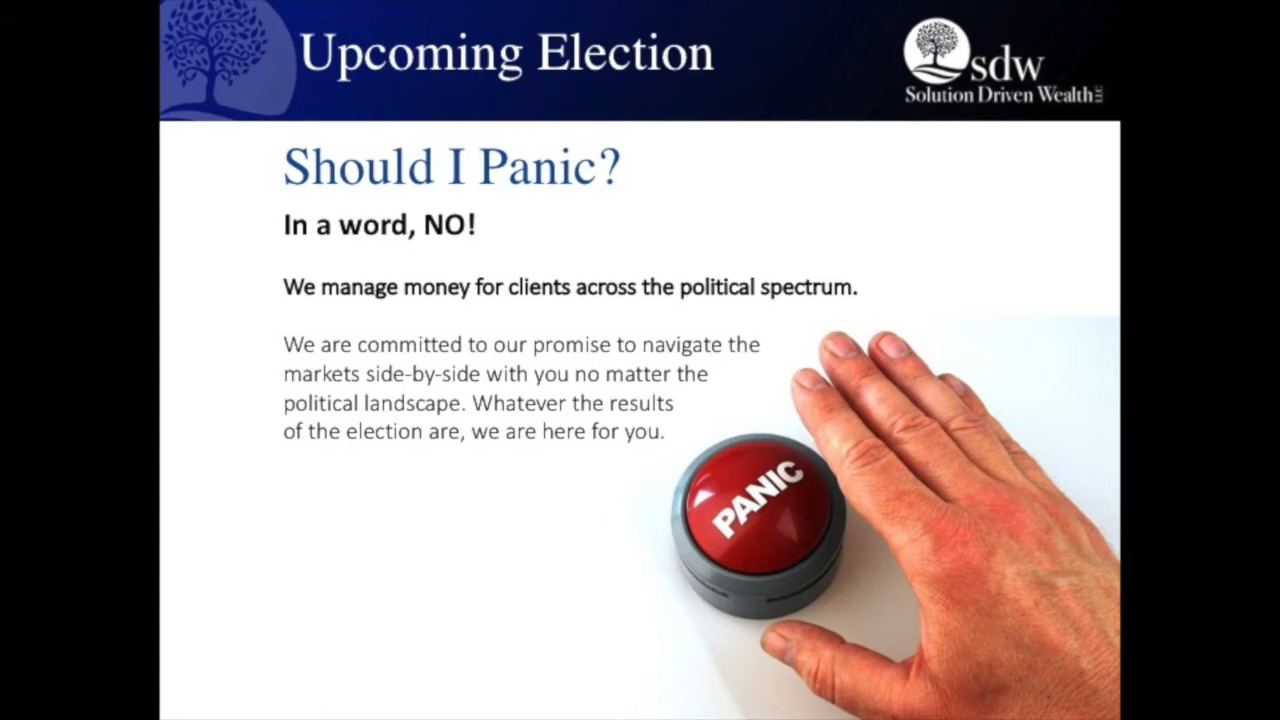 Upcoming Election
sdw
Solution Driven Wealth LLC
Should I Panic?
In a word, NO!
We manage money for clients across the political spectrum.
We are committed to our promise to navigate the
markets side-by-side with you no matter the
political landscape. Whatever the results
of the election are, we are here for you.
PANIC